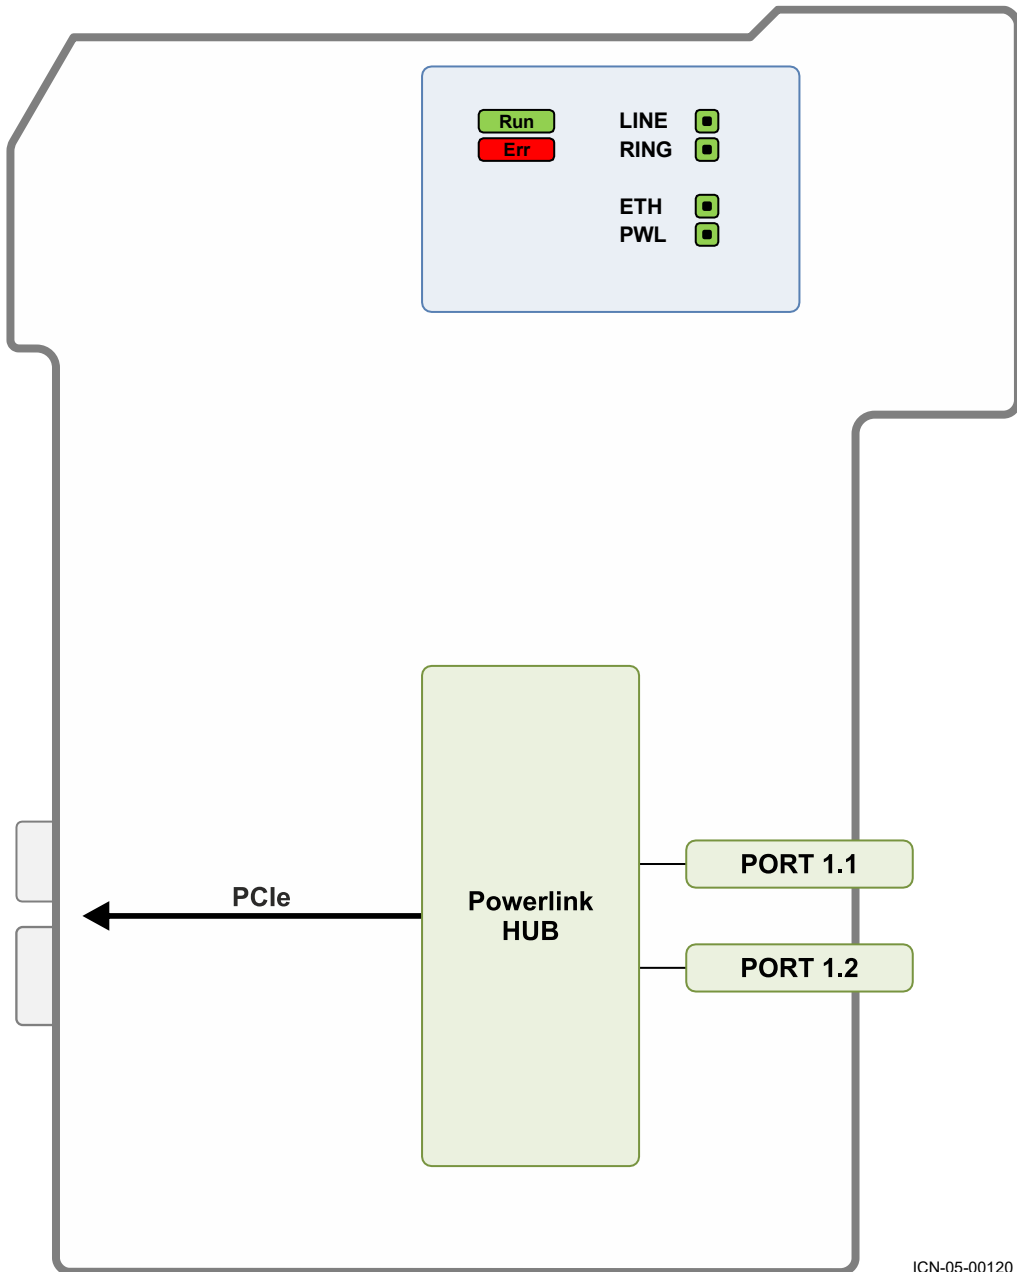 Run
Err
LINE
RING
ETH
PWL
PCIe
Powerlink
HUB
PORT 1.1
PORT 1.2
ICN-05-00120